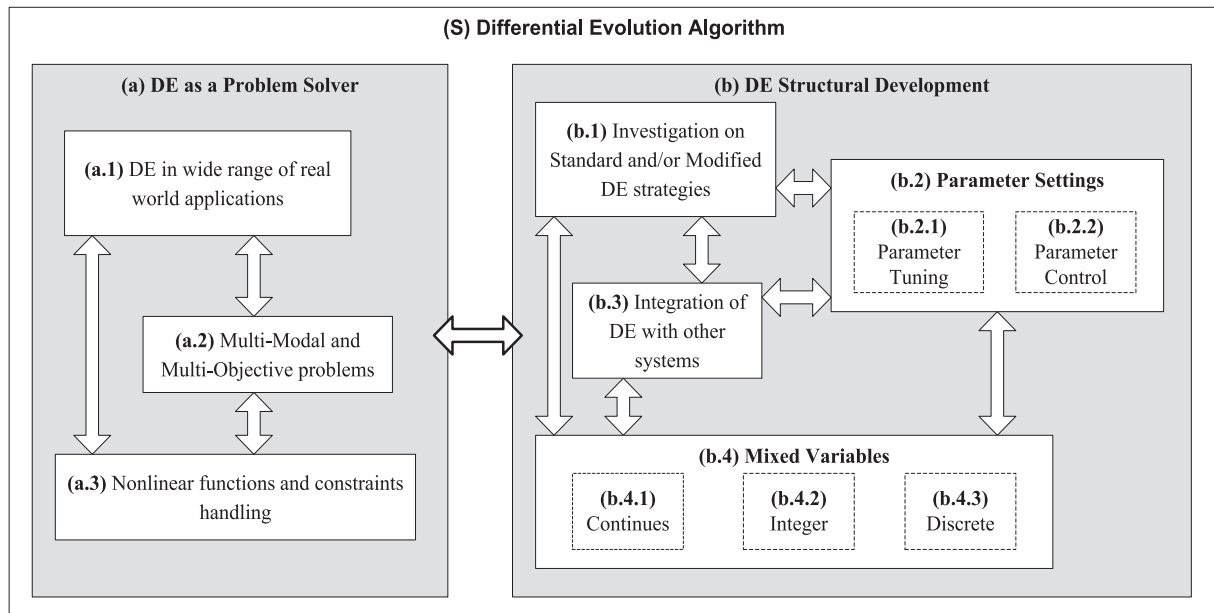 (S) Differential Evolution Algorithm
(a) DE as a Problem Solver
(a.1) DE in wide range of real
world applications
(a.2) Multi-Modal and
Multi-Objective problems
(a.3) Nonlinear functions and constraints
handling
(b) DE Structural Development
(b.1) Investigation on
Standard and/or Modified
DE strategies
(b.2) Parameter Settings
(b.2.1)
Parameter
Tuning
(b.2.2)
Parameter
Control
(b.3) Integration of
DE with other
systems
(b.4) Mixed Variables
(b.4.1)
Continues
(b.4.2)
Integer
(b.4.3)
Discrete